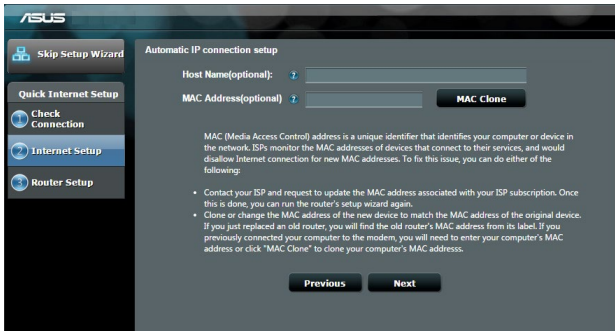 ASUS
Skip Setup Wizard
Quick Internet Setup
1 Check
Connection
2 Internet Setup
3 Router Setup
Automatic IP connection setup
Host Name(optional): ?
MAC Address(optional) ? MAC Clone
MAC (Media Access Control) address is a unique identifier that identifies your computer or device in
the network. ISPs monitor the MAC addresses of devices that connect to their services, and would
disallow Internet connection for new MAC addresses. To fix this issue, you can do either of the
following:
• Contact your ISP and request to update the MAC address associated with your ISP subscription. Once
this is done, you can run the router's setup wizard again.
• Clone or change the MAC address of the new device to match the MAC address of the original device.
If you just replaced an old router, you will find the old router's MAC address from its label. If you
previously connected your computer to the modem, you will need to enter your computer's MAC
address or click "MAC Clone" to clone your computer's MAC addresss.
Previous Next